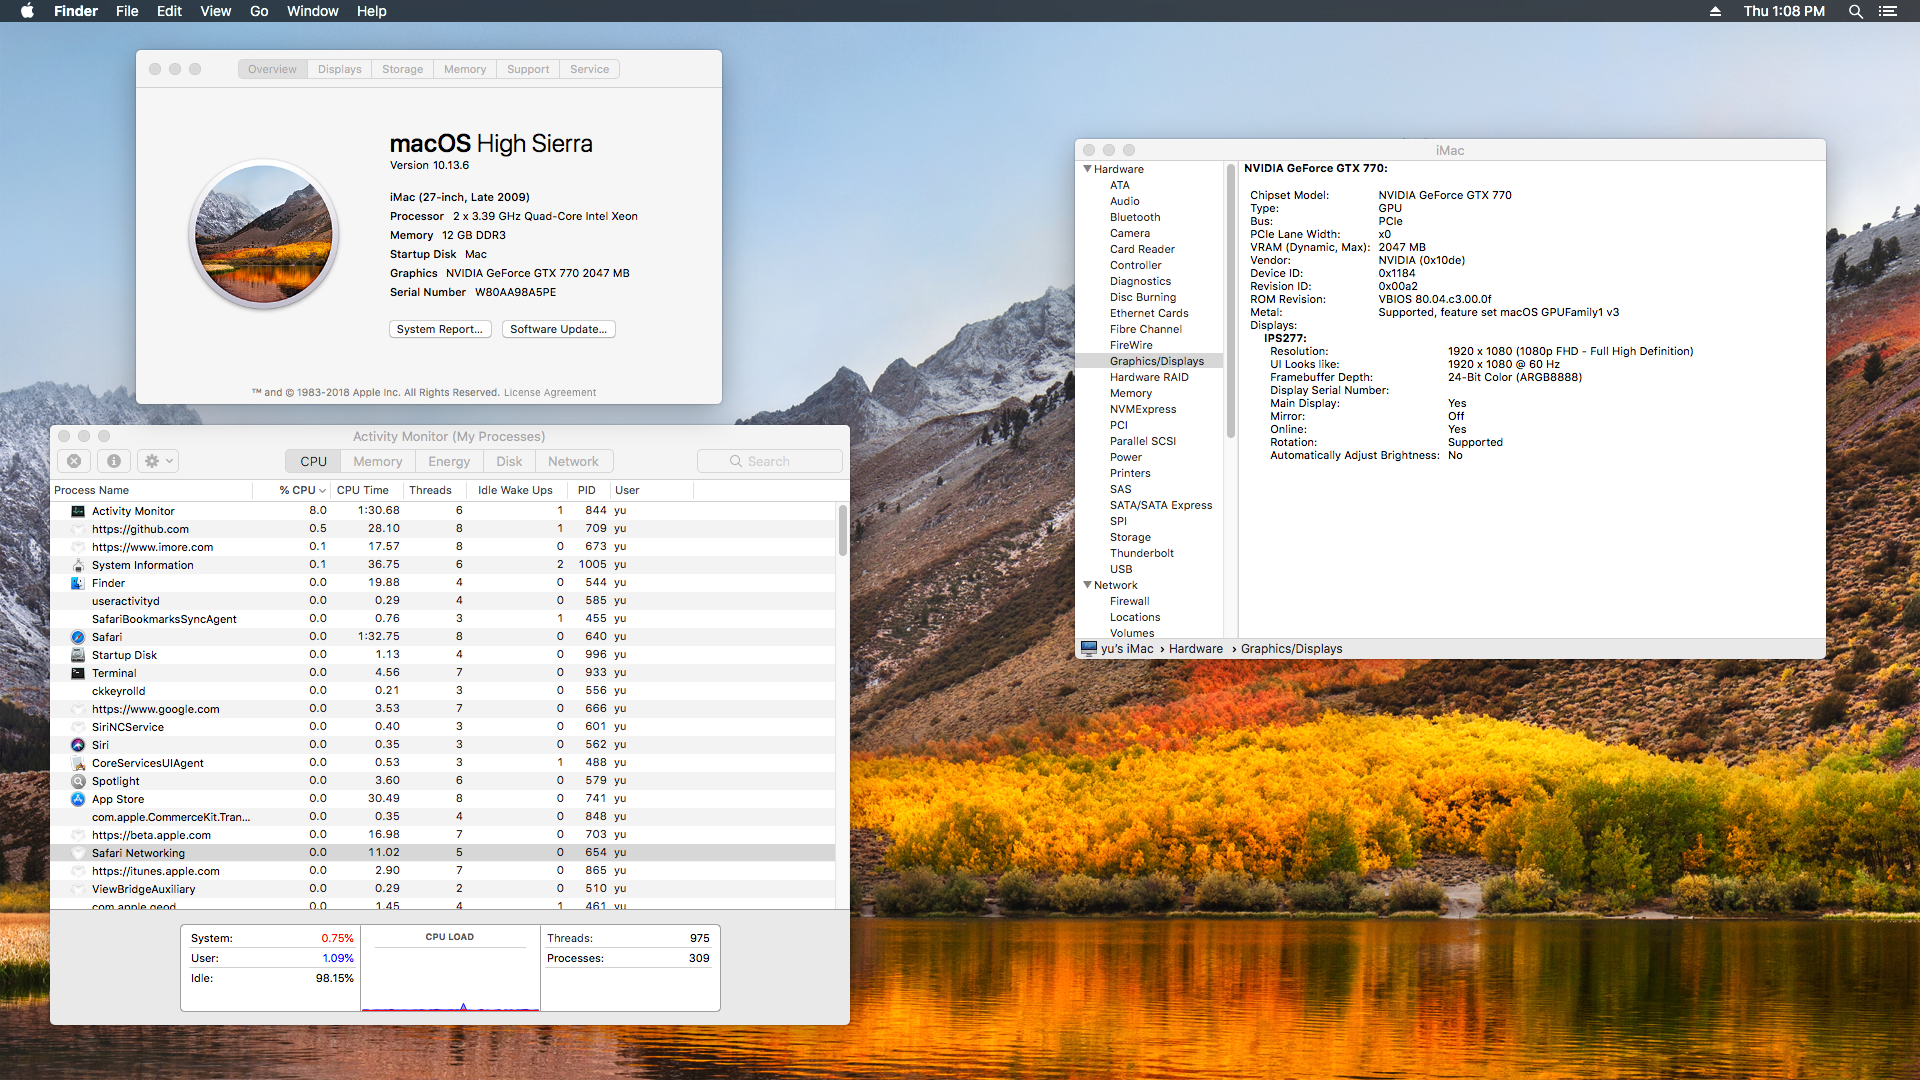 Finder File Edit View Go Window Help
Thu 1:08 PM
Overview Displays Storage Memory Support Service
macOS High Sierra
Version 10.13.6
iMac (27-inch, Late 2009)
Processor 2 x 3.39 GHz Quad-Core Intel Xeon
Memory 12 GB DDR3
Startup Disk Mac
Graphics NVIDIA GeForce GTX 770 2047 MB
Serial Number W80AA98A5PE
System Report... Software Update...
™ and © 1983-2018 Apple Inc. All Rights Reserved. License Agreement
Activity Monitor (My Processes)
CPU Memory Energy Disk Network
Search
Process Name % CPU CPU Time Threads Idle Wake Ups PID User
Activity Monitor 8.0 1:30.68 6 1 844 yu
https://github.com 0.5 28.10 8 1 709 yu
https://www.imore.com 0.1 17.57 8 0 673 yu
System Information 0.1 36.75 6 2 1005 yu
Finder 0.0 19.88 4 0 544 yu
useractivityd 0.0 0.29 4 0 585 yu
SafariBookmarksSyncAgent 0.0 0.76 3 1 455 yu
Safari 0.0 1:32.75 8 0 640 yu
Startup Disk 0.0 1.13 4 0 996 yu
Terminal 0.0 4.56 7 0 933 yu
ckkeyrolld 0.0 0.21 3 0 556 yu
https://www.google.com 0.0 3.53 7 0 666 yu
SiriNCService 0.0 0.40 3 0 601 yu
Siri 0.0 0.35 3 0 562 yu
CoreServicesUIAgent 0.0 0.53 3 1 488 yu
Spotlight 0.0 3.60 6 0 579 yu
App Store 0.0 30.49 8 0 741 yu
com.apple.CommerceKit.Tran... 0.0 0.35 4 0 848 yu
https://beta.apple.com 0.0 16.98 7 0 703 yu
Safari Networking 0.0 11.02 5 0 654 yu
https://itunes.apple.com 0.0 2.90 7 0 865 yu
ViewBridgeAuxiliary 0.0 0.29 2 0 510 yu
com.apple.geod 0.0 1.45 4 1 461 yu
System: 0.75%
User: 1.09%
Idle: 98.15%
CPU LOAD
Threads: 975
Processes: 309
iMac
Hardware
ATA
Audio
Bluetooth
Camera
Card Reader
Controller
Diagnostics
Disc Burning
Ethernet Cards
Fibre Channel
FireWire
Graphics/Displays
Hardware RAID
Memory
NVMExpress
PCI
Parallel SCSI
Power
Printers
SAS
SATA/SATA Express
SPI
Storage
Thunderbolt
USB
Network
Firewall
Locations
Volumes
NVIDIA GeForce GTX 770:
Chipset Model: NVIDIA GeForce GTX 770
Type: GPU
Bus: PCIe
PCIe Lane Width: x0
VRAM (Dynamic, Max): 2047 MB
Vendor: NVIDIA (0x10de)
Device ID: 0x1184
Revision ID: 0x00a2
ROM Revision: VBIOS 80.04.c3.00.0f
Metal: Supported, feature set macOS GPUFamily1 v3
Displays:
IPS277:
Resolution: 1920 x 1080 (1080p FHD - Full High Definition)
UI Looks like: 1920 x 1080 @ 60 Hz
Framebuffer Depth: 24-Bit Color (ARGB8888)
Display Serial Number:
Main Display: Yes
Mirror: Off
Online: Yes
Rotation: Supported
Automatically Adjust Brightness: No
yu's iMac › Hardware › Graphics/Displays